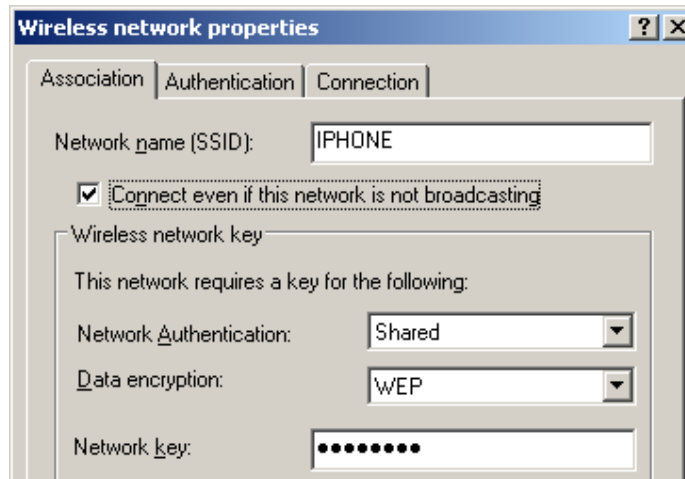 Wireless network properties
Association Authentication Connection
Network name (SSID): IPHONE
Connect even if this network is not broadcasting
Wireless network key
This network requires a key for the following:
Network Authentication: Shared
Data encryption: WEP
Network key: ••••••••